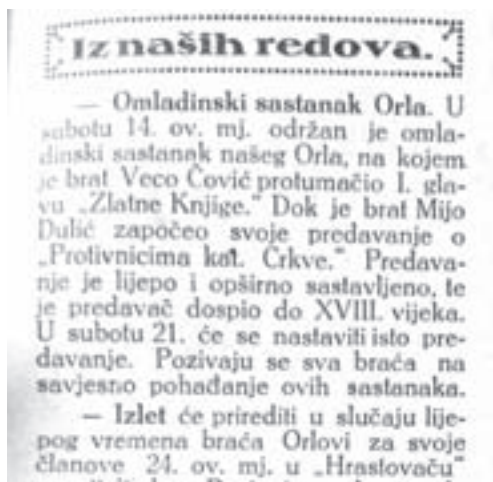 Iz naših redova.
— Omladinski sastanak Orla. U
subotu 14. ov. mj. održan je omla-
dinski sastanak našeg Orla, na kojem
je brat Veco Čović protumačio I. gla-
vu „Zlatne Knjige." Dok je brat Mijo
Dulić započeo svoje predavanje o
„Protivnicima kat. Crkve." Predava-
nje je lijepo i opširno sastavljeno, te
je predavač dospio do XVIII. vijeka.
U subotu 21. će se nastaviti isto pre-
davanje. Pozivaju se sva braća na
savjesno pohađanje ovih sastanaka.
— Izlet će prirediti u slučaju lije-
pog vremena braća Orlovi za svoje
članove 24. ov. mj. u „Hraslovaču"